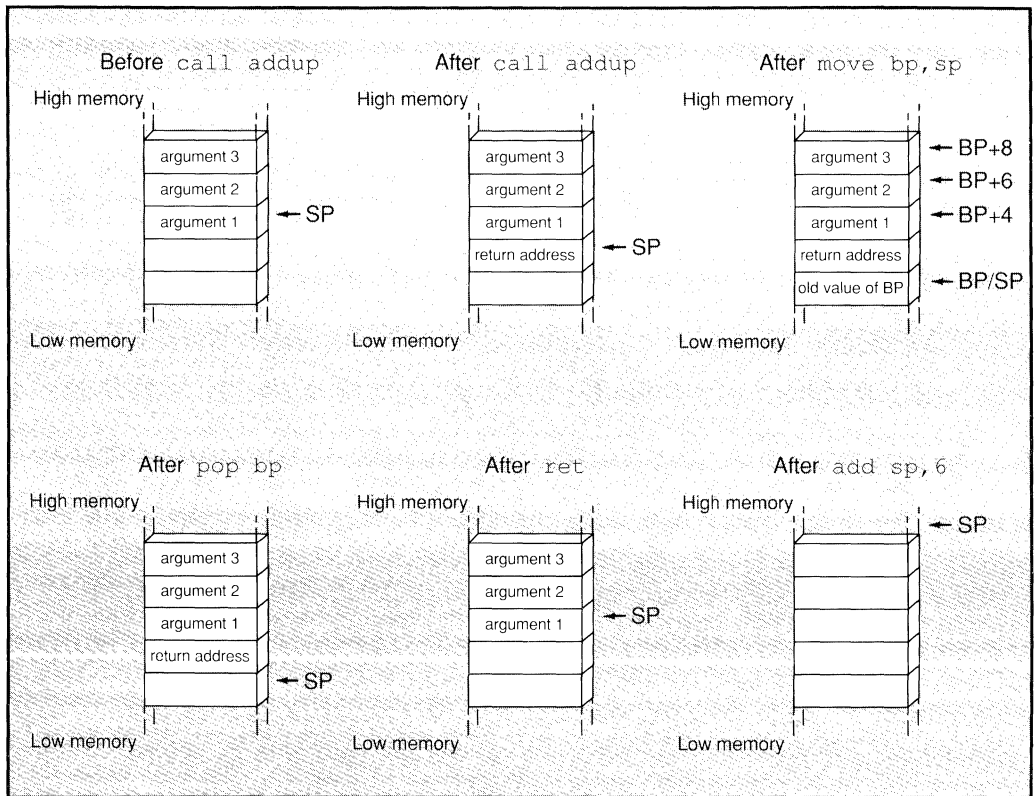 Before call addup
High memory
argument 3
argument 2
argument 1
← SP
Low memory
After call addup
High memory
argument 3
argument 2
argument 1
return address
← SP
Low memory
After move bp,sp
High memory
argument 3
← BP+8
argument 2
← BP+6
argument 1
← BP+4
return address
old value of BP
← BP/SP
Low memory
After pop bp
High memory
argument 3
argument 2
argument 1
return address
← SP
Low memory
After ret
High memory
argument 3
argument 2
argument 1
← SP
Low memory
After add sp,6
High memory
← SP
Low memory